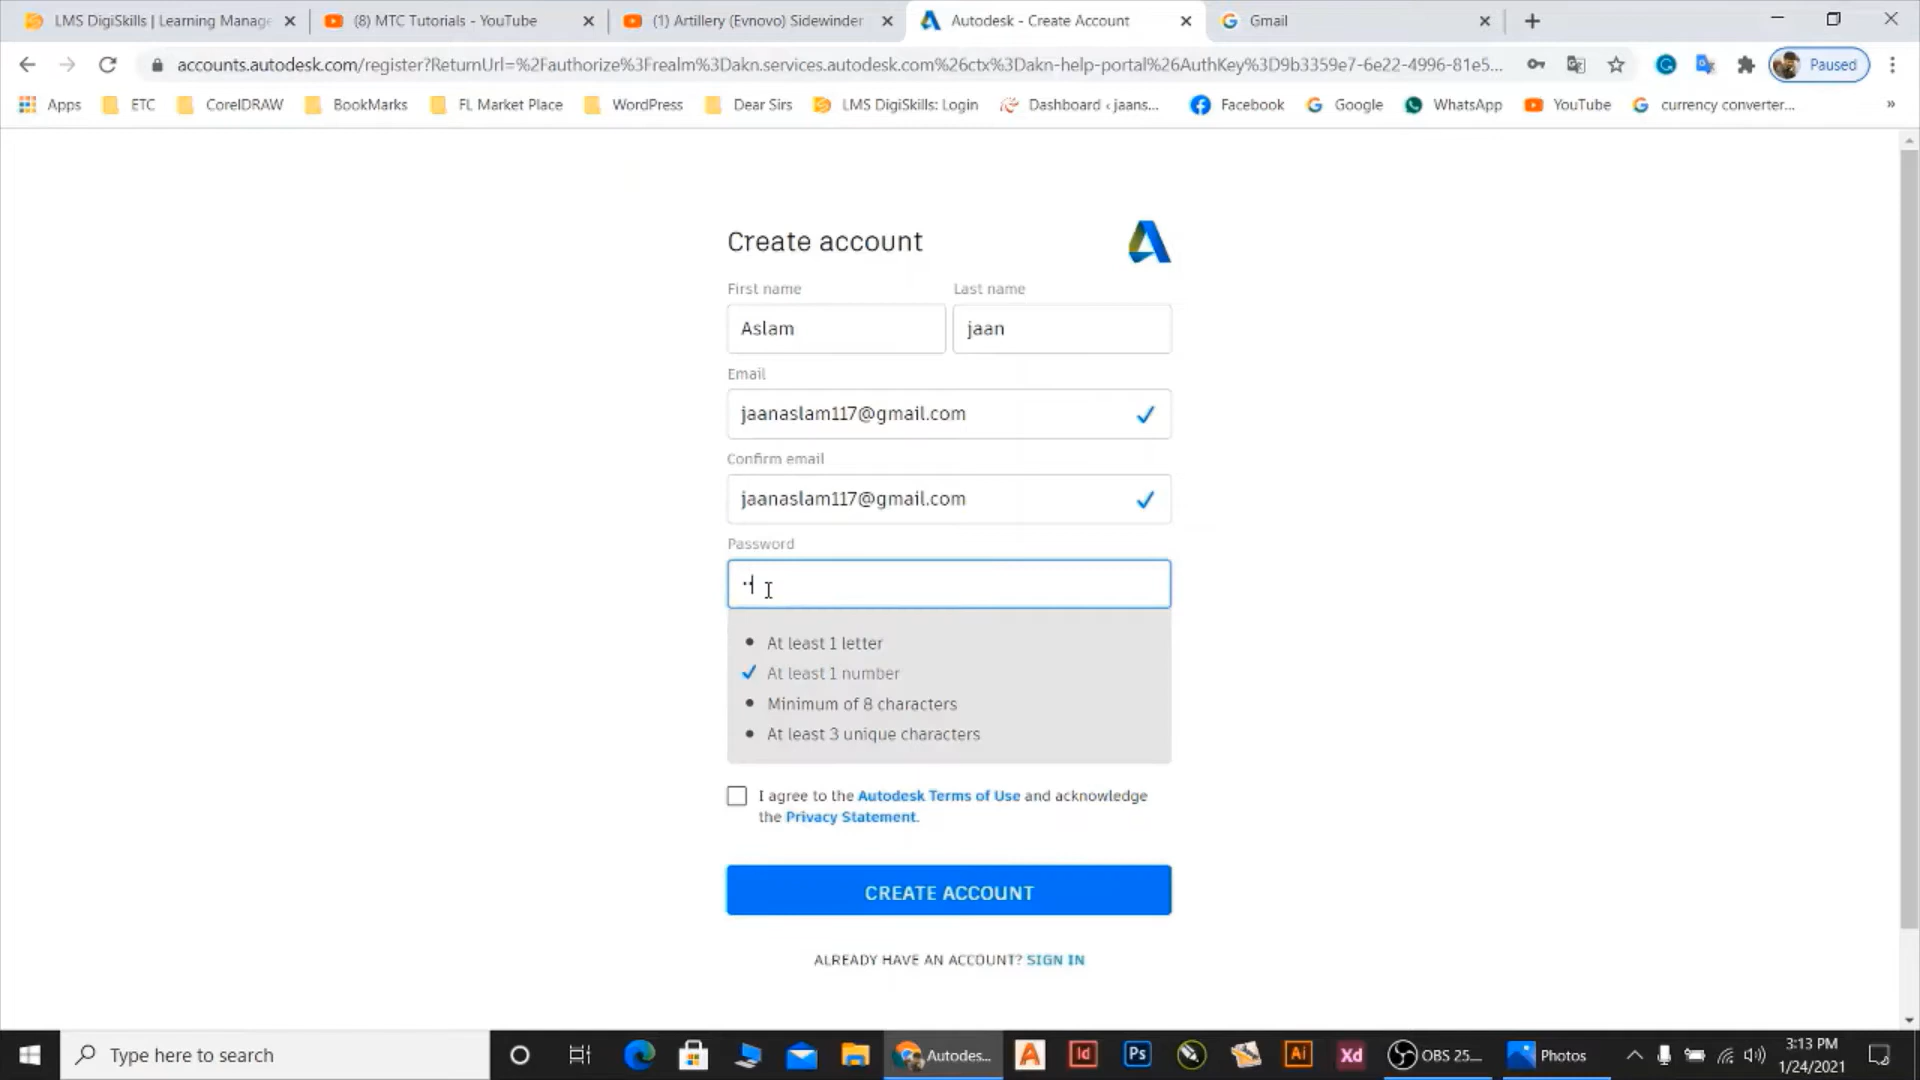 LMS DigiSkills | Learning Manage
(8) MTC Tutorials - YouTube
(1) Artillery (Evnovo) Sidewinder
Autodesk - Create Account
Gmail
accounts.autodesk.com/register?ReturnUrl=%2Fauthorize%3Frealm%3Dakn.services.autodesk.com%26ctx%3Dakn-help-portal%26AuthKey%3D9b3359e7-6e22-4996-81e5...
Paused
Apps
ETC
CorelDRAW
BookMarks
FL Market Place
WordPress
Dear Sirs
LMS DigiSkills: Login
Dashboard ‹ jaans...
Facebook
Google
WhatsApp
YouTube
currency converter...
»
Create account
First name
Last name
Aslam
jaan
Email
jaanaslam117@gmail.com
Confirm email
jaanaslam117@gmail.com
Password
At least 1 letter
At least 1 number
Minimum of 8 characters
At least 3 unique characters
I agree to the Autodesk Terms of Use and acknowledge
the Privacy Statement.
CREATE ACCOUNT
ALREADY HAVE AN ACCOUNT? SIGN IN
Type here to search
Autodes...
Id
Ps
Ai
Xd
OBS 25....
Photos
3:13 PM
1/24/2021